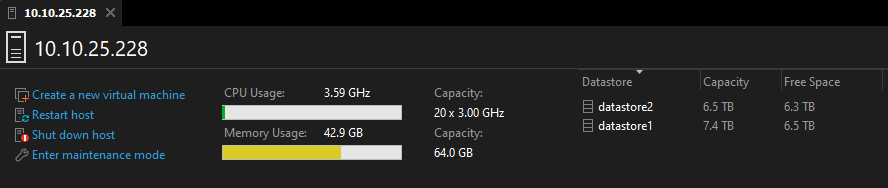 10.10.25.228
10.10.25.228
Create a new virtual machine
Restart host
Shut down host
Enter maintenance mode
CPU Usage: 3.59 GHz
Memory Usage: 42.9 GB
Capacity:
20 x 3.00 GHz
Capacity:
64.0 GB
Datastore Capacity Free Space
datastore2 6.5 TB 6.3 TB
datastore1 7.4 TB 6.5 TB